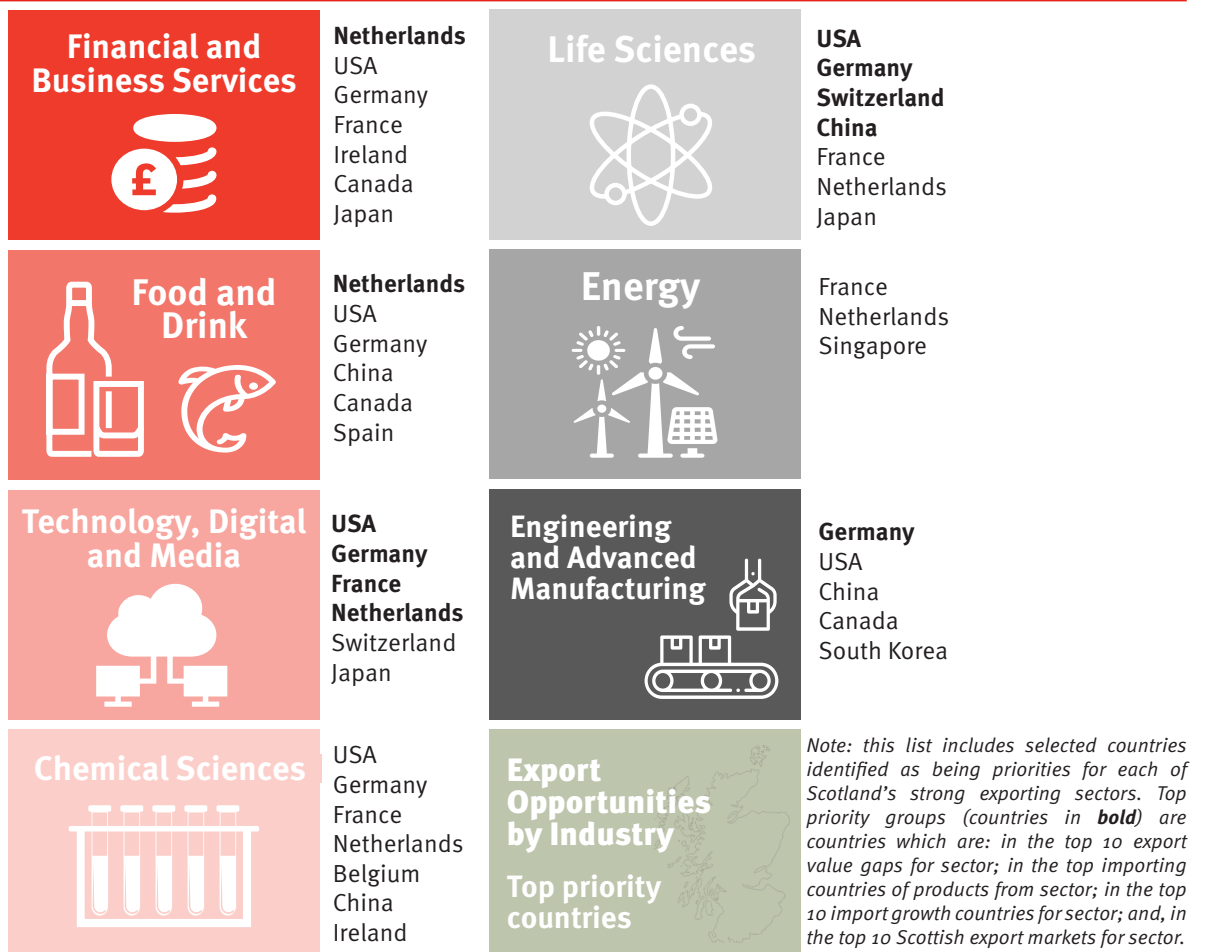 Financial and
Business Services
£
Netherlands
USA
Germany
France
Ireland
Canada
Japan
Life Sciences
USA
Germany
Switzerland
China
France
Netherlands
Japan
Food and
Drink
Netherlands
USA
Germany
China
Canada
Spain
Energy
France
Netherlands
Singapore
Technology, Digital
and Media
USA
Germany
France
Netherlands
Switzerland
Japan
Engineering
and Advanced
Manufacturing
Germany
USA
China
Canada
South Korea
Chemical Sciences
USA
Germany
France
Netherlands
Belgium
China
Ireland
Export
Opportunities
by Industry
Top priority
countries
Note: this list includes selected countries
identified as being priorities for each of
Scotland's strong exporting sectors. Top
priority groups (countries in bold) are
countries which are: in the top 10 export
value gaps for sector; in the top importing
countries of products from sector; in the top
10 import growth countries for sector; and, in
the top 10 Scottish export markets for sector.